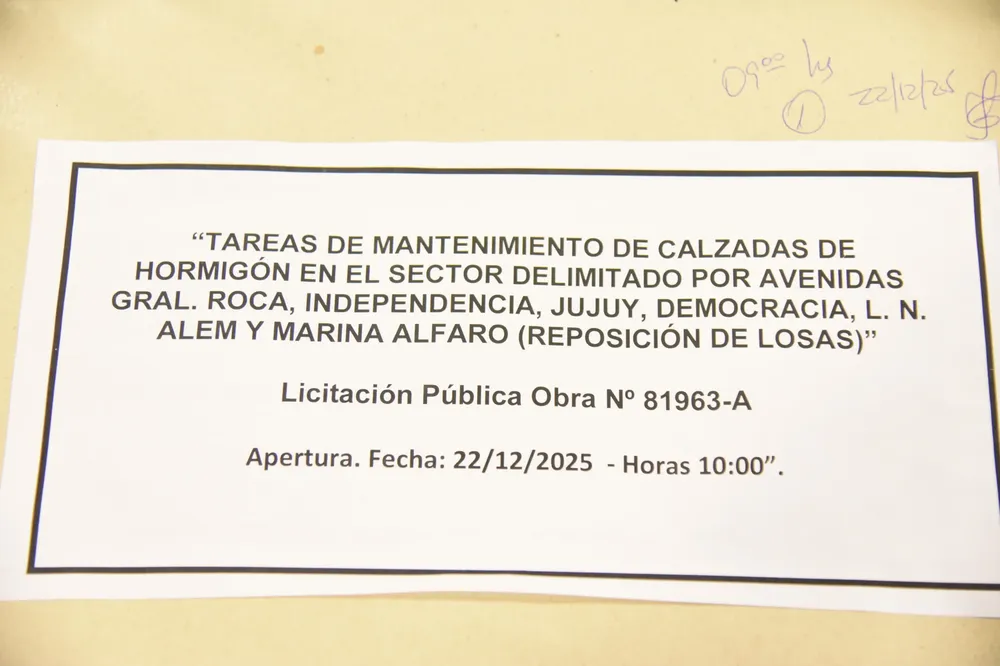 09⁰⁰ hs
1 22/12/25
“TAREAS DE MANTENIMIENTO DE CALZADAS DE
HORMIGÓN EN EL SECTOR DELIMITADO POR AVENIDAS
GRAL. ROCA, INDEPENDENCIA, JUJUY, DEMOCRACIA, L. N.
ALEM Y MARINA ALFARO (REPOSICIÓN DE LOSAS)”
Licitación Pública Obra Nº 81963-A
Apertura. Fecha: 22/12/2025 - Horas 10:00”.